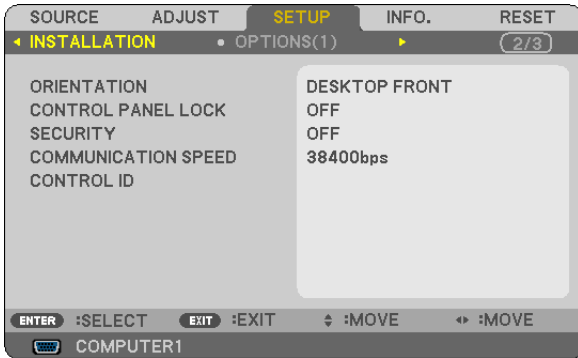 SOURCE ADJUST SETUP INFO. RESET
INSTALLATION • OPTIONS(1) 2/3
ORIENTATION DESKTOP FRONT
CONTROL PANEL LOCK OFF
SECURITY OFF
COMMUNICATION SPEED 38400bps
CONTROL ID
ENTER :SELECT EXIT :EXIT :MOVE :MOVE
COMPUTER1